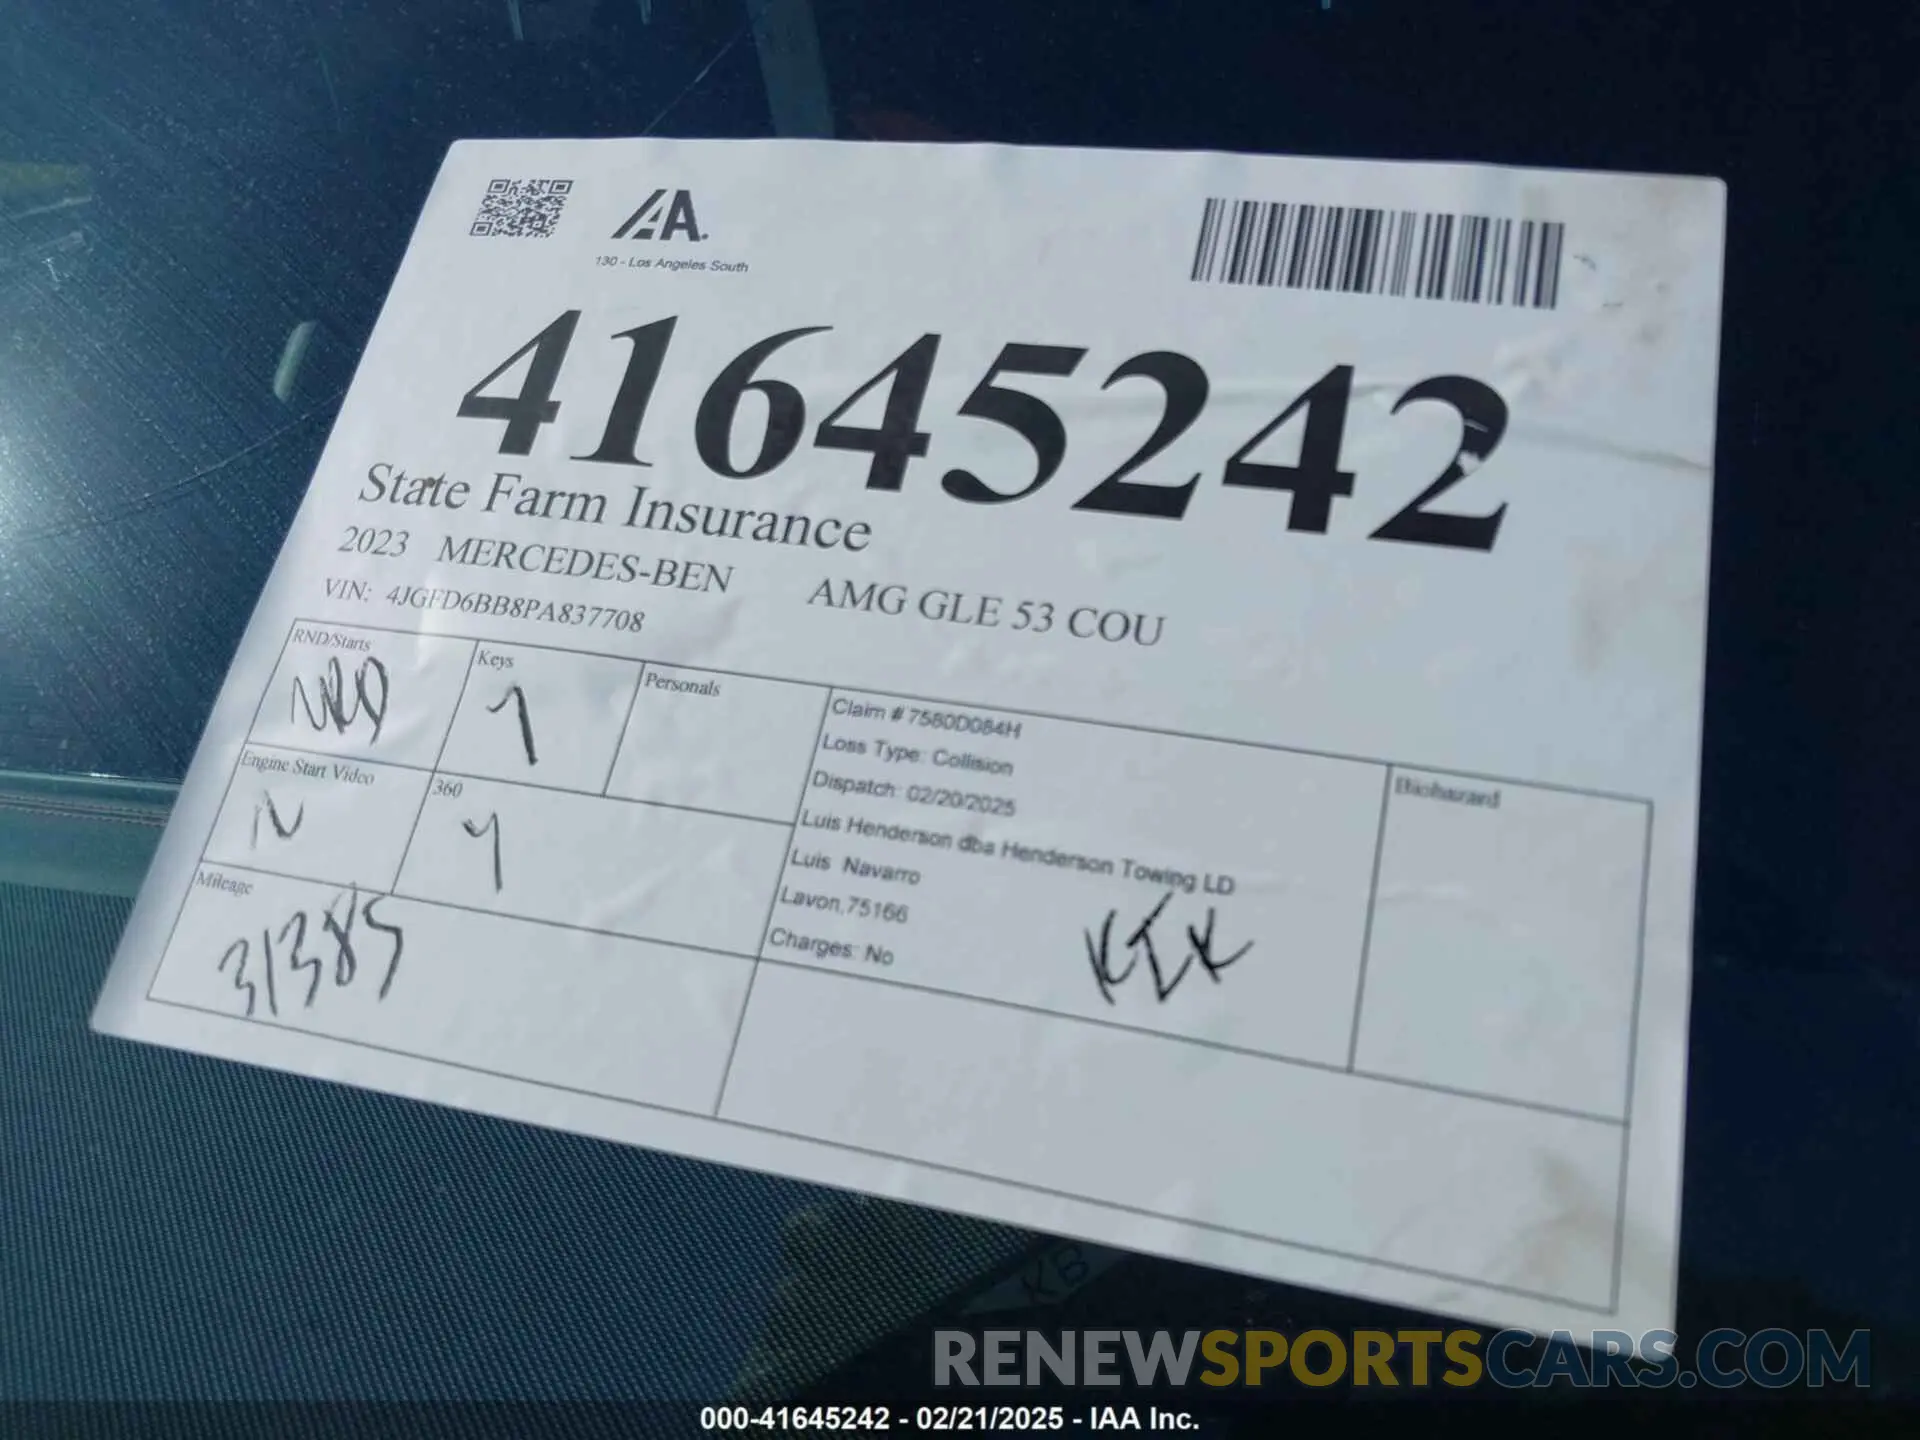 IAA.
130 - Los Angeles South
41645242
State Farm Insurance
2023 MERCEDES-BEN AMG GLE 53 COU
VIN: 4JGFD6BB8PA837708
RND/Starts
Keys
Personals
Claim # 7580D084H
Loss Type: Collision
Dispatch: 02/20/2025
Luis Henderson dba Henderson Towing LD
Luis Navarro
Lavon,75166
Charges: No
Biohazard
Engine Start Video
N
360
Y
Mileage
31385
KB
RENEWSPORTSCARS.COM
000-41645242 - 02/21/2025 - IAA Inc.